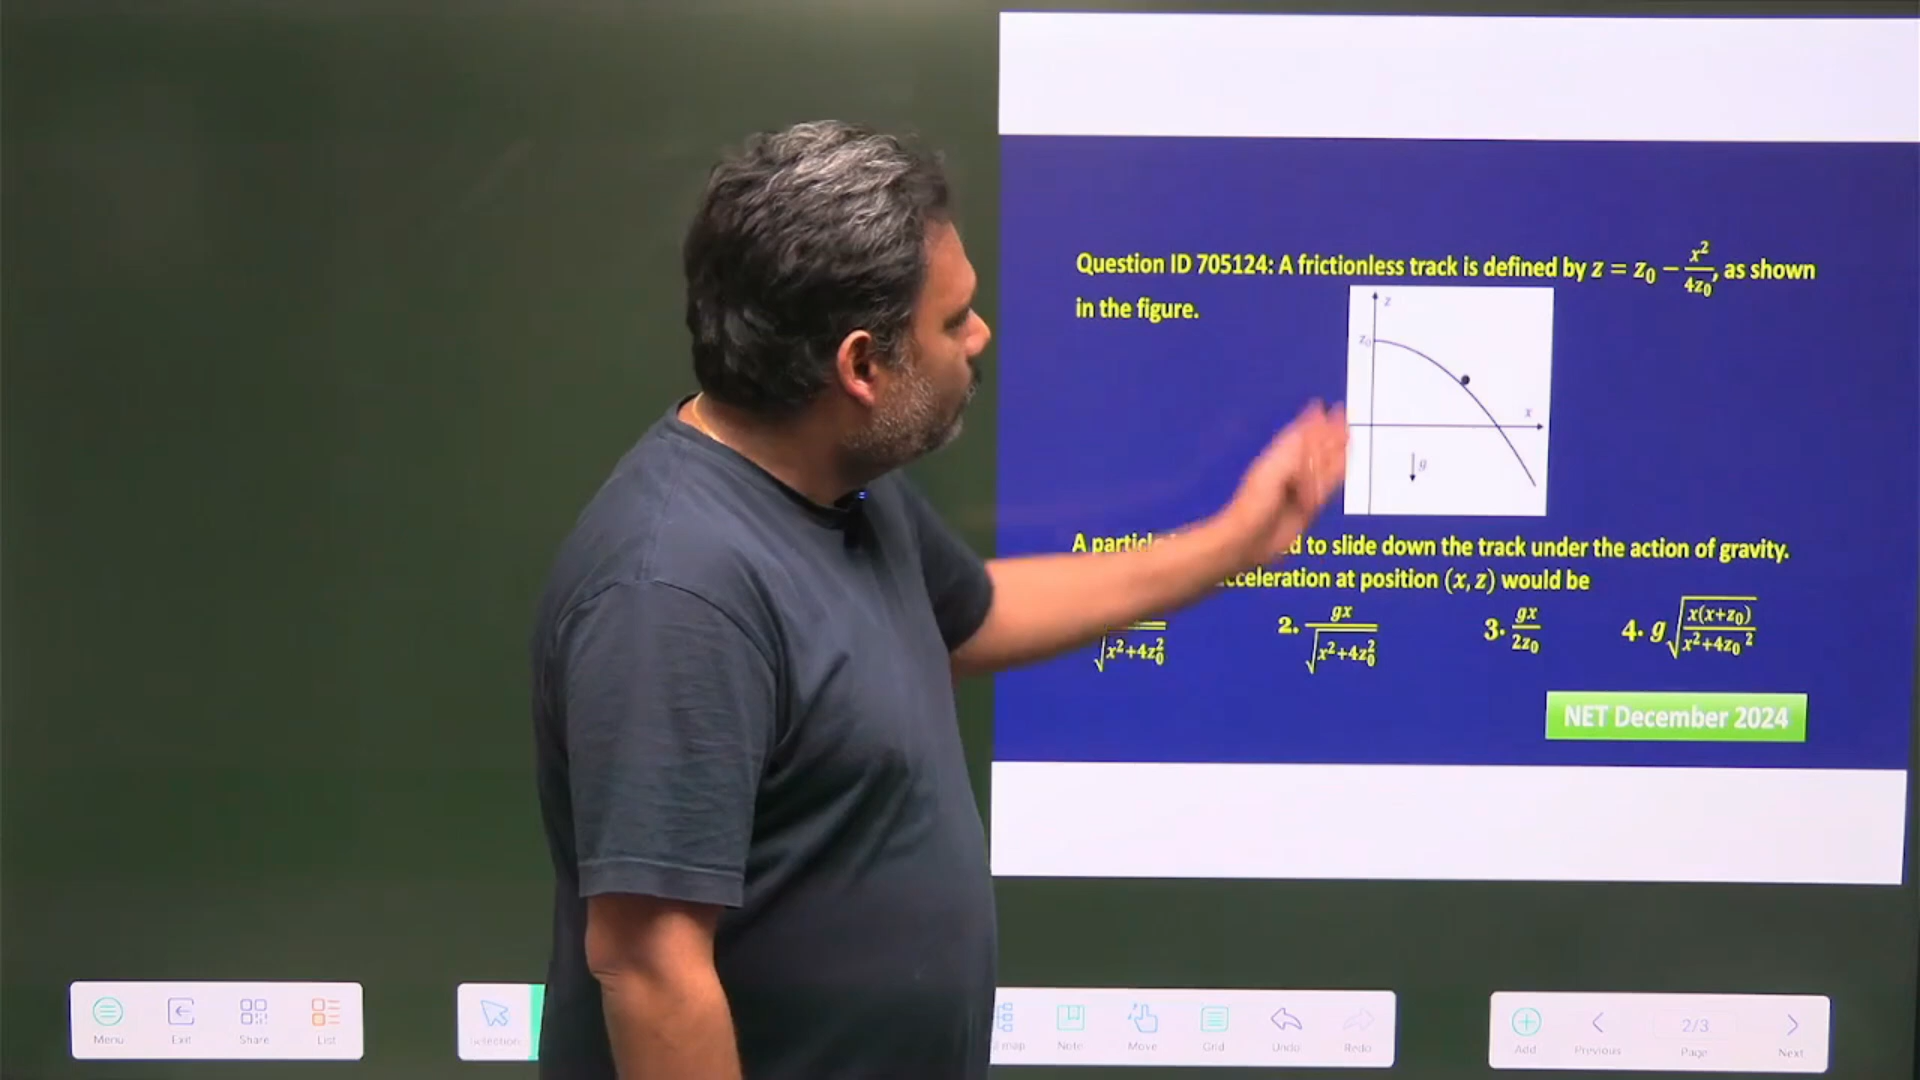 Question ID 705124: A frictionless track is defined by z = z₀ − x²/4z₀, as shown
in the figure.
z
z₀
x
g
A d to slide down the track under the action of gravity.
at position (x, z) would be
√x²+4z₀²
2. gx/√x²+4z₀²
3. gx/2z₀
4. g√x(x+z₀)/x²+4z₀²
NET December 2024
Menu Exit Share List Selection map Note Move Grid Undo Redo Add Previous 2/3 Page Next